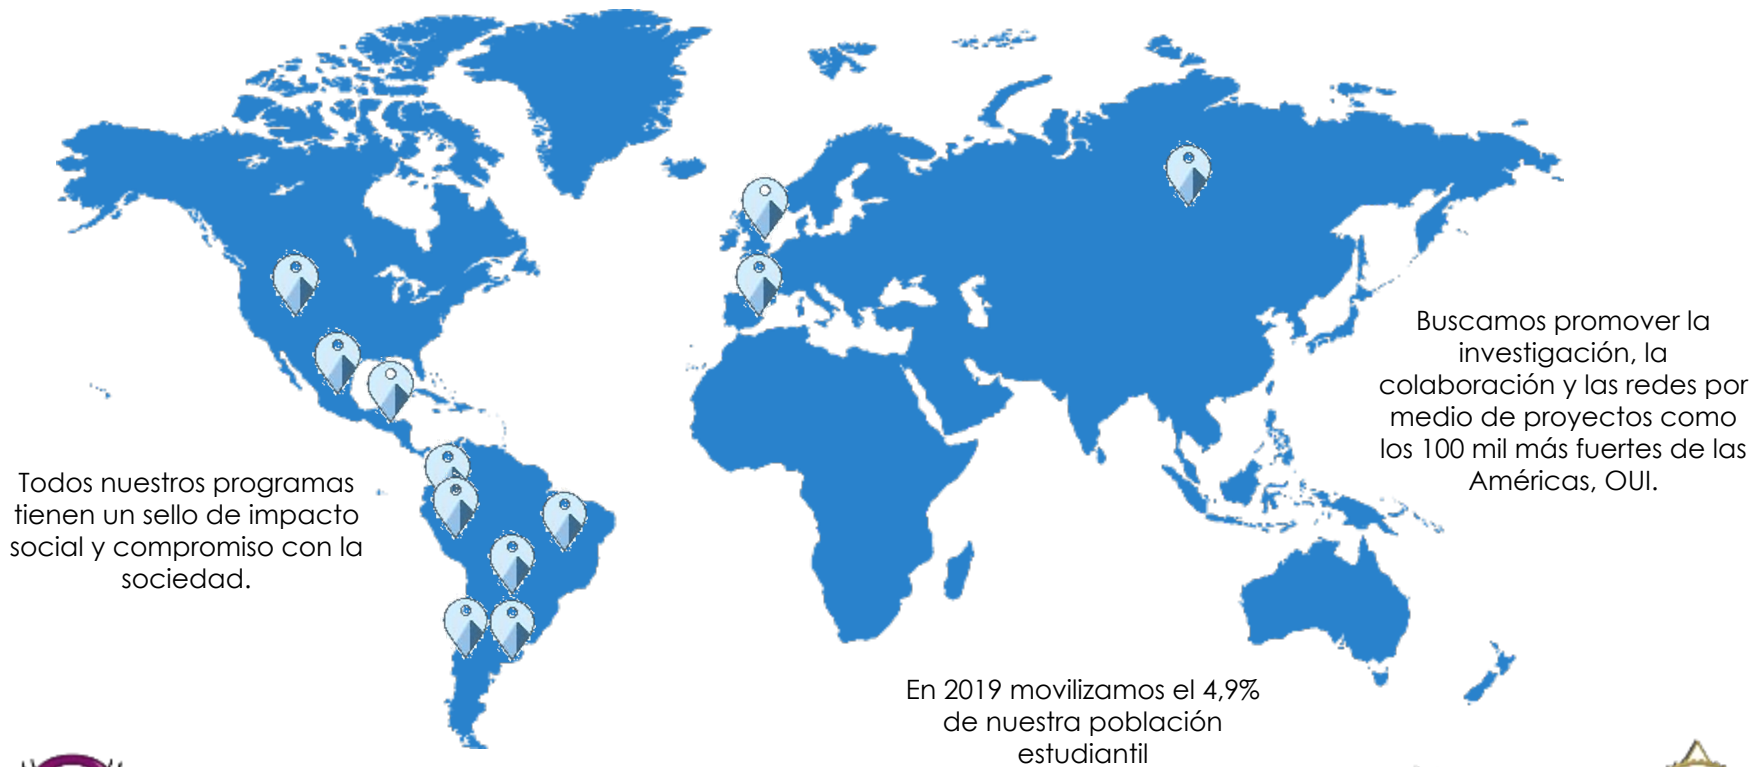 Todos nuestros programas
tienen un sello de impacto
social y compromiso con la
sociedad.
Buscamos promover la
investigación, la
colaboración y las redes por
medio de proyectos como
los 100 mil más fuertes de las
Américas, OUI.
En 2019 movilizamos el 4,9%
de nuestra población
estudiantil